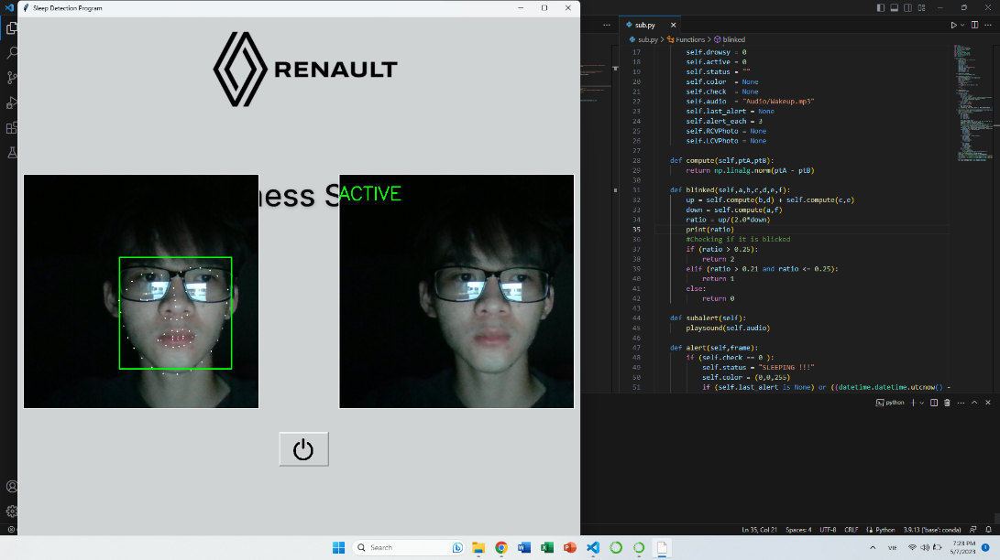 Sleep Detection Program
RENAULT
ness S
ACTIVE
sub.py
sub.py > Functions > blinked
17 self.drowsy = 0
18 self.active = 0
19 self.status = ""
20 self.color  = None
21 self.check  = None
22 self.audio  = "Audio/Wakeup.mp3"
23 self.last_alert = None
24 self.alert_each = 3
25 self.RCVPhoto = None
26 self.LCVPhoto = None
27
28 def compute(self,ptA,ptB):
29 return np.linalg.norm(ptA - ptB)
30
31 def blinked(self,a,b,c,d,e,f):
32 up = self.compute(b,d) + self.compute(c,e)
33 down = self.compute(a,f)
34 ratio = up/(2.0*down)
35 print(ratio)
36 #Checking if it is blicked
37 if (ratio > 0.25):
38 return 2
39 elif (ratio > 0.21 and ratio <= 0.25):
40 return 1
41 else:
42 return 0
43
44 def subalert(self):
45 playsound(self.audio)
46
47 def alert(self,frame):
48 if (self.check == 0 ):
49 self.status = "SLEEPING !!!"
50 self.color = (0,0,255)
51 if (self.last_alert is None) or ((datetime.datetime.utcnow() -
python
Ln 35, Col 21 Spaces: 4 UTF-8 CRLF Python 3.9.13 ('base': conda)
Search
VIE
7:23 PM
5/7/2023
1